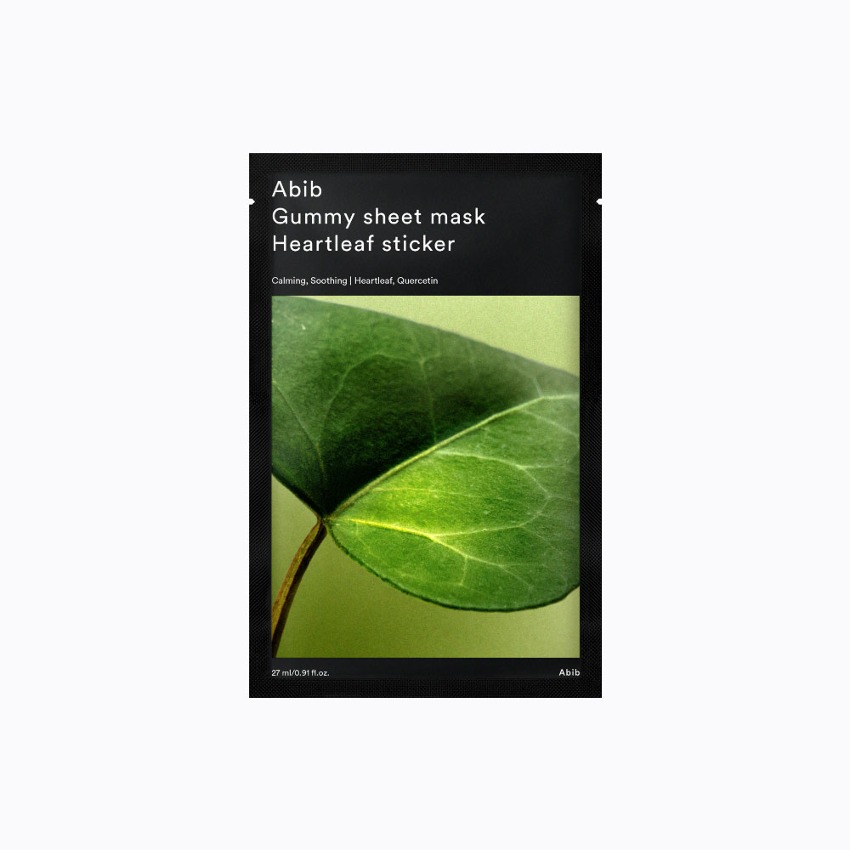 Abib
Gummy sheet mask
Heartleaf sticker
Calming, Soothing | Heartleaf, Quercetin
27 ml/0.91 fl.oz.
Abib